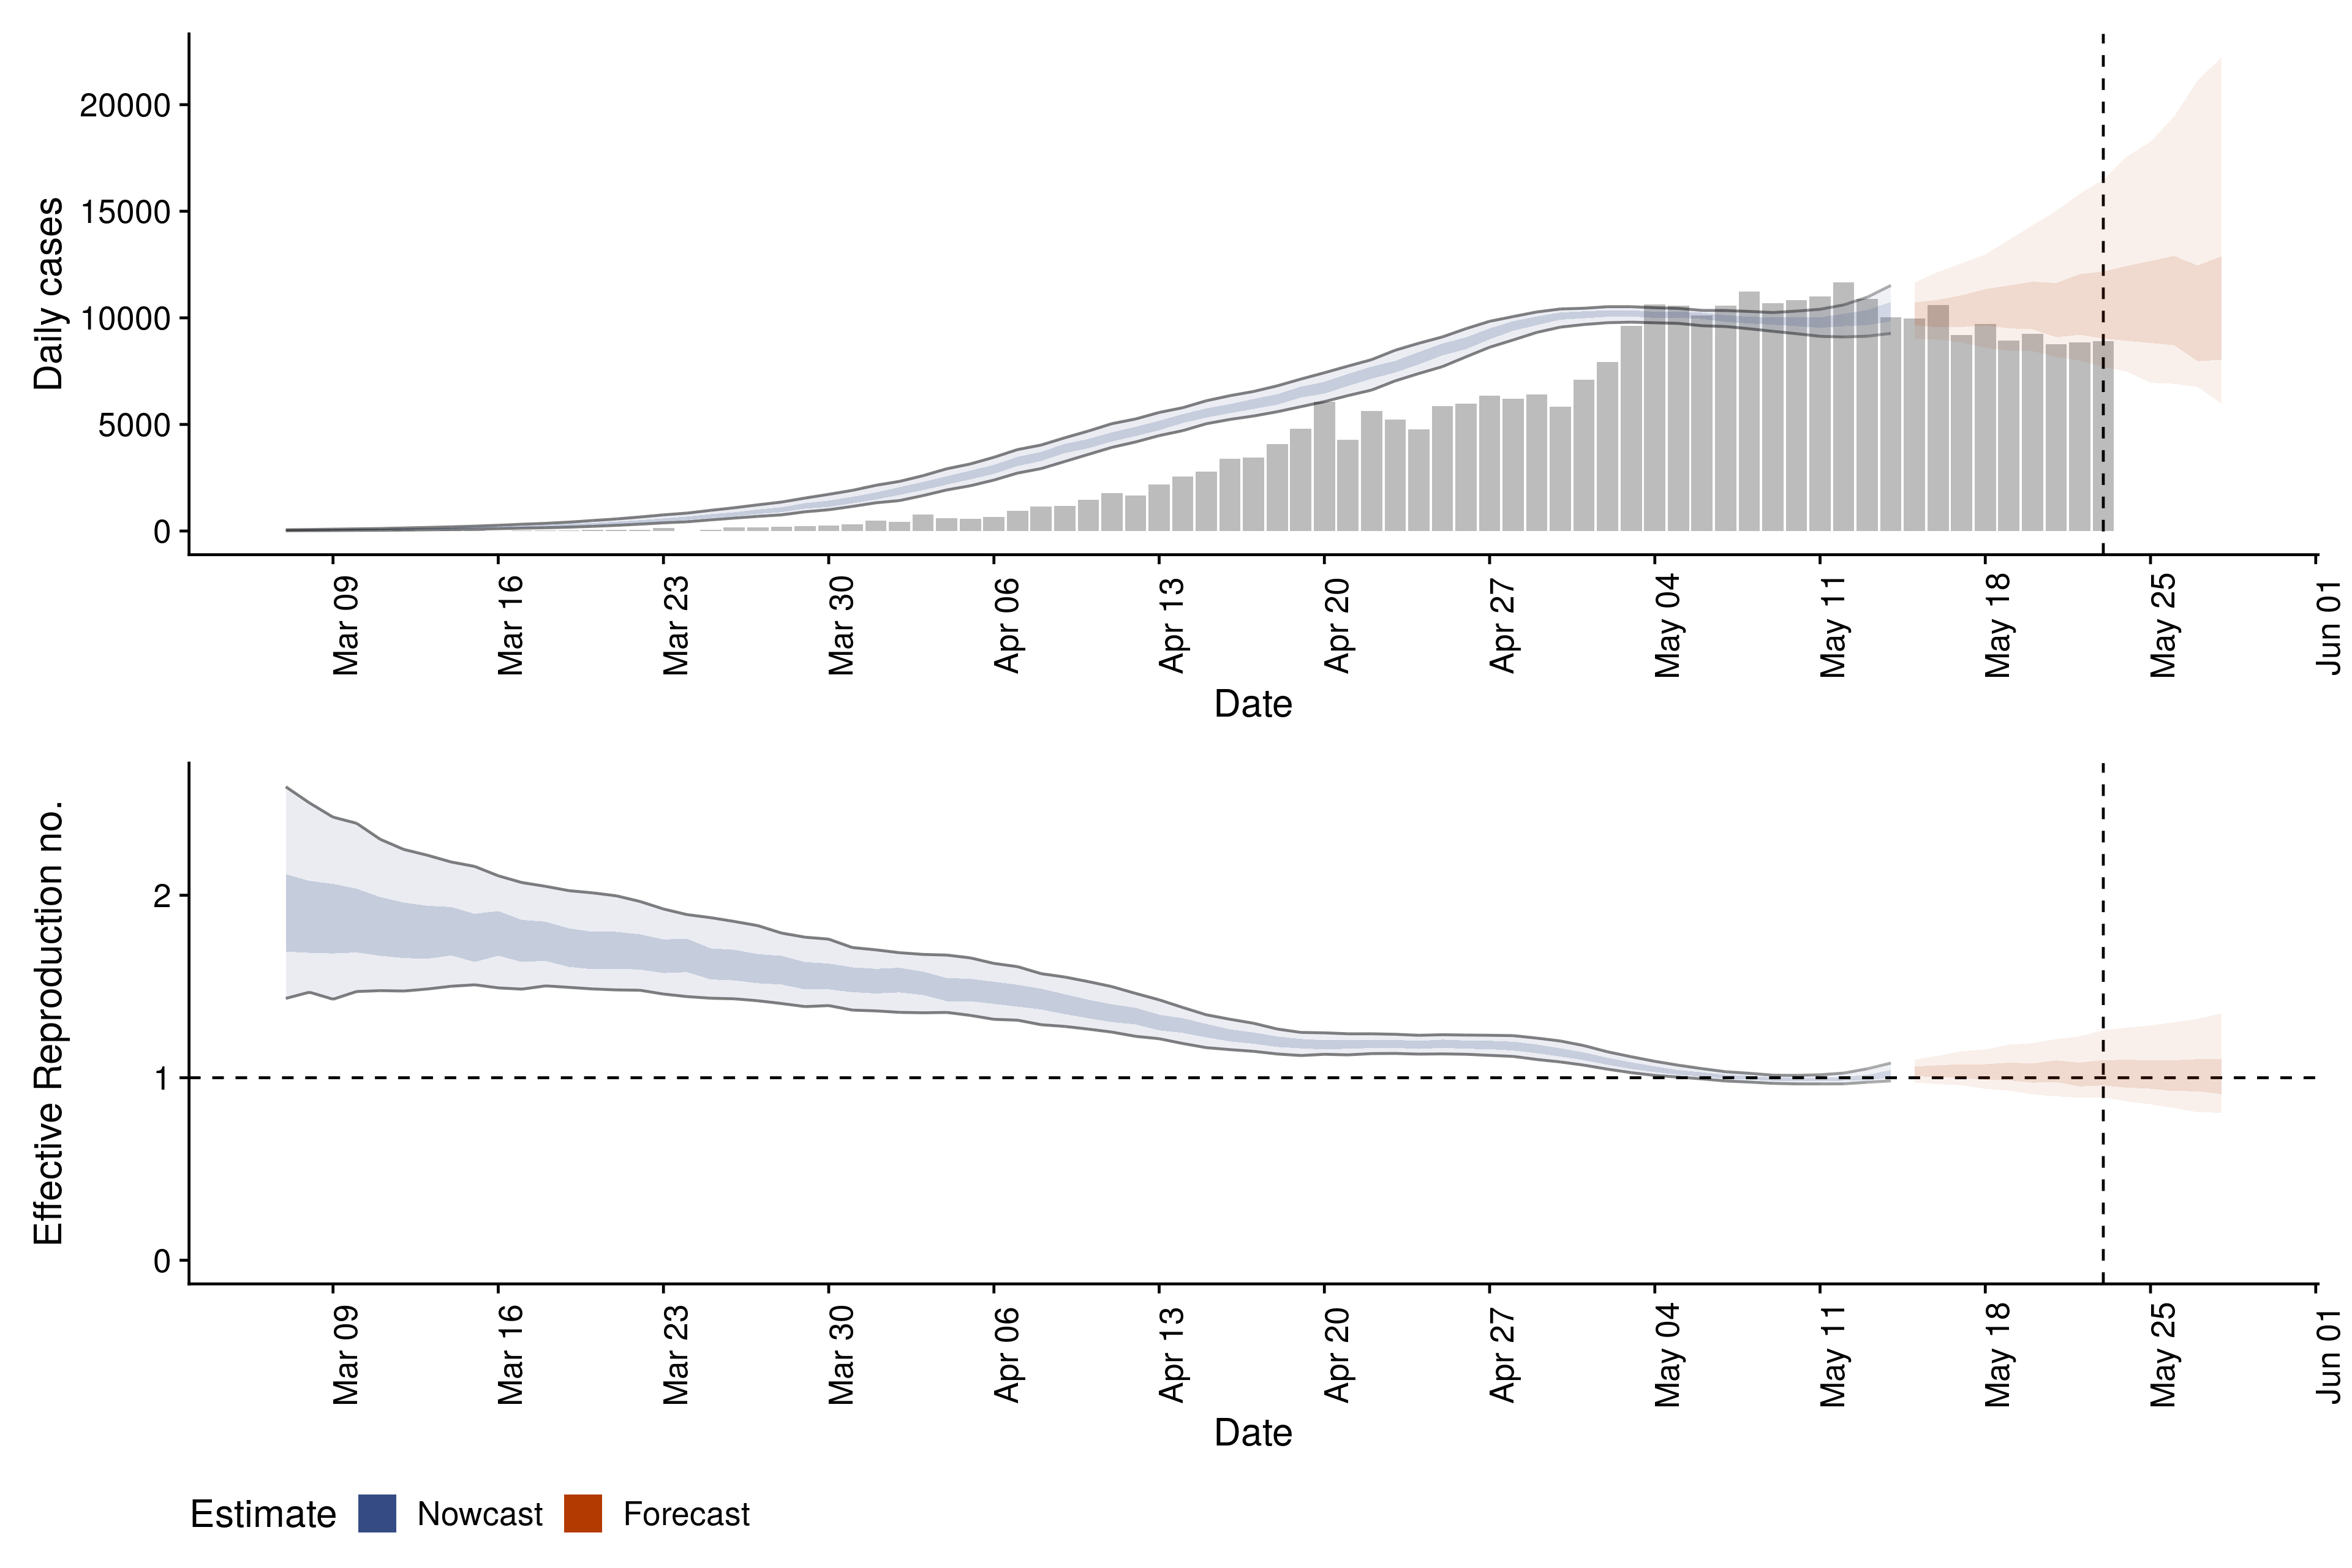 Daily cases
20000
15000
10000
5000
0
Mar 09 Mar 16 Mar 23 Mar 30 Apr 06 Apr 13 Apr 20 Apr 27 May 04 May 11 May 18 May 25 Jun 01
Date
Effective Reproduction no.
2
1
0
Mar 09 Mar 16 Mar 23 Mar 30 Apr 06 Apr 13 Apr 20 Apr 27 May 04 May 11 May 18 May 25 Jun 01
Date
Estimate Nowcast Forecast